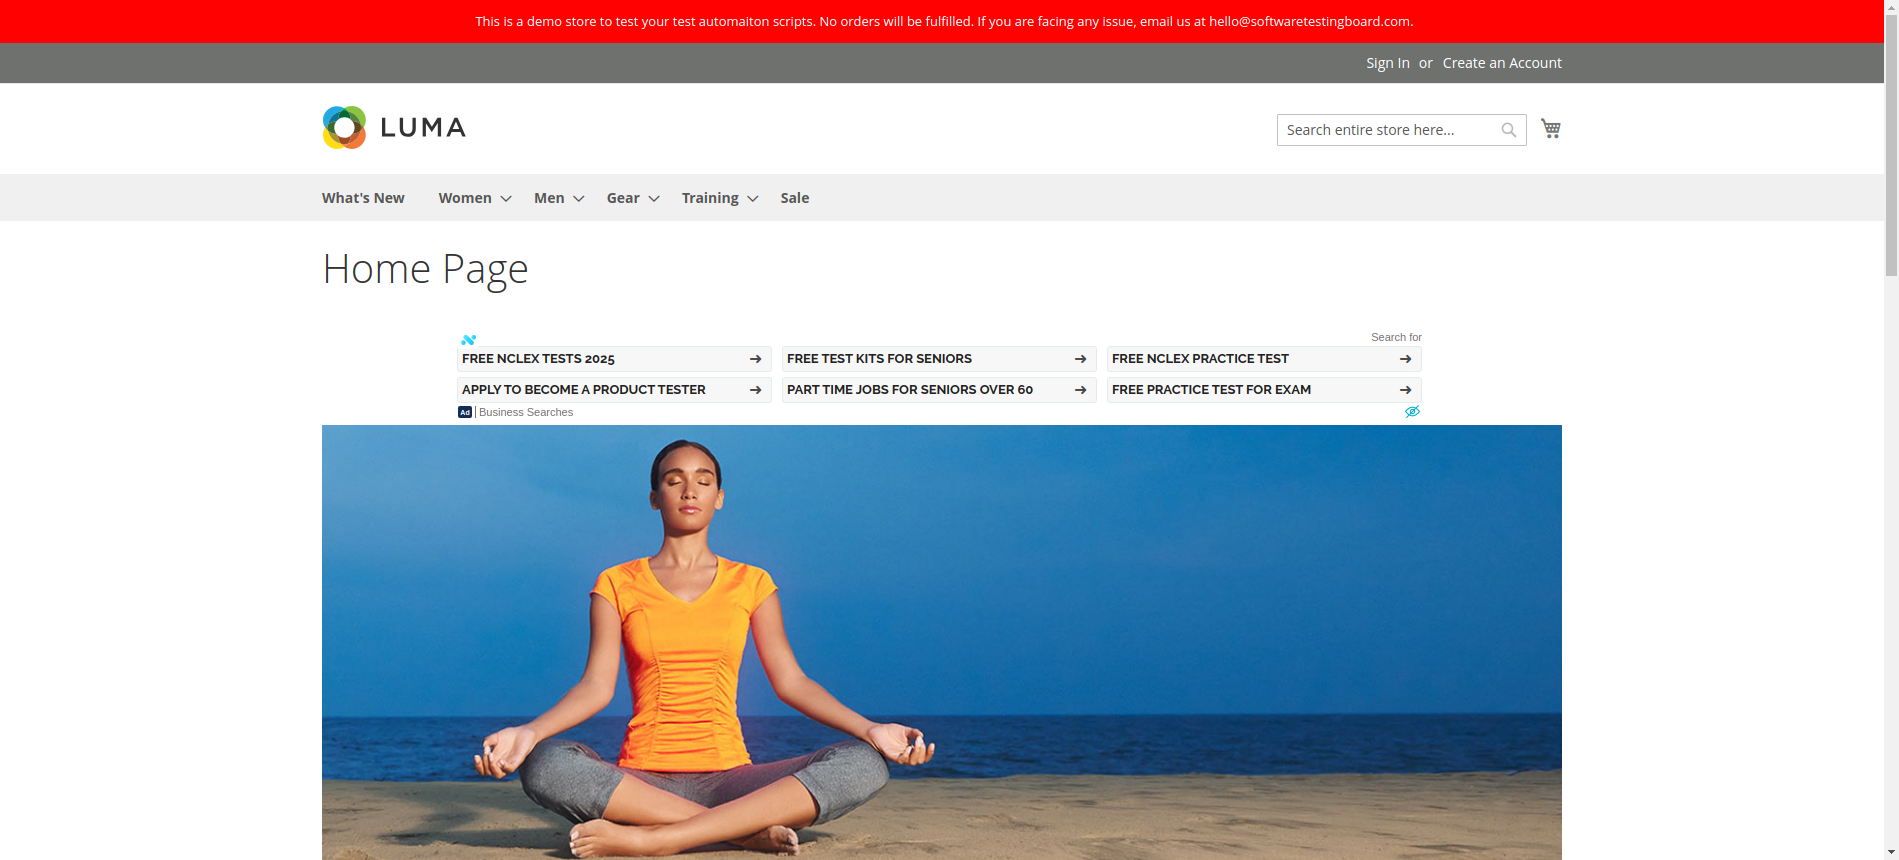 This is a demo store to test your test automaiton scripts. No orders will be fulfilled. If you are facing any issue, email us at hello@softwaretestingboard.com.
Sign In or Create an Account
LUMA
Search entire store here...
What's New Women Men Gear Training Sale
Home Page
Search for
FREE NCLEX TESTS 2025 FREE TEST KITS FOR SENIORS FREE NCLEX PRACTICE TEST
APPLY TO BECOME A PRODUCT TESTER PART TIME JOBS FOR SENIORS OVER 60 FREE PRACTICE TEST FOR EXAM
Ad | Business Searches